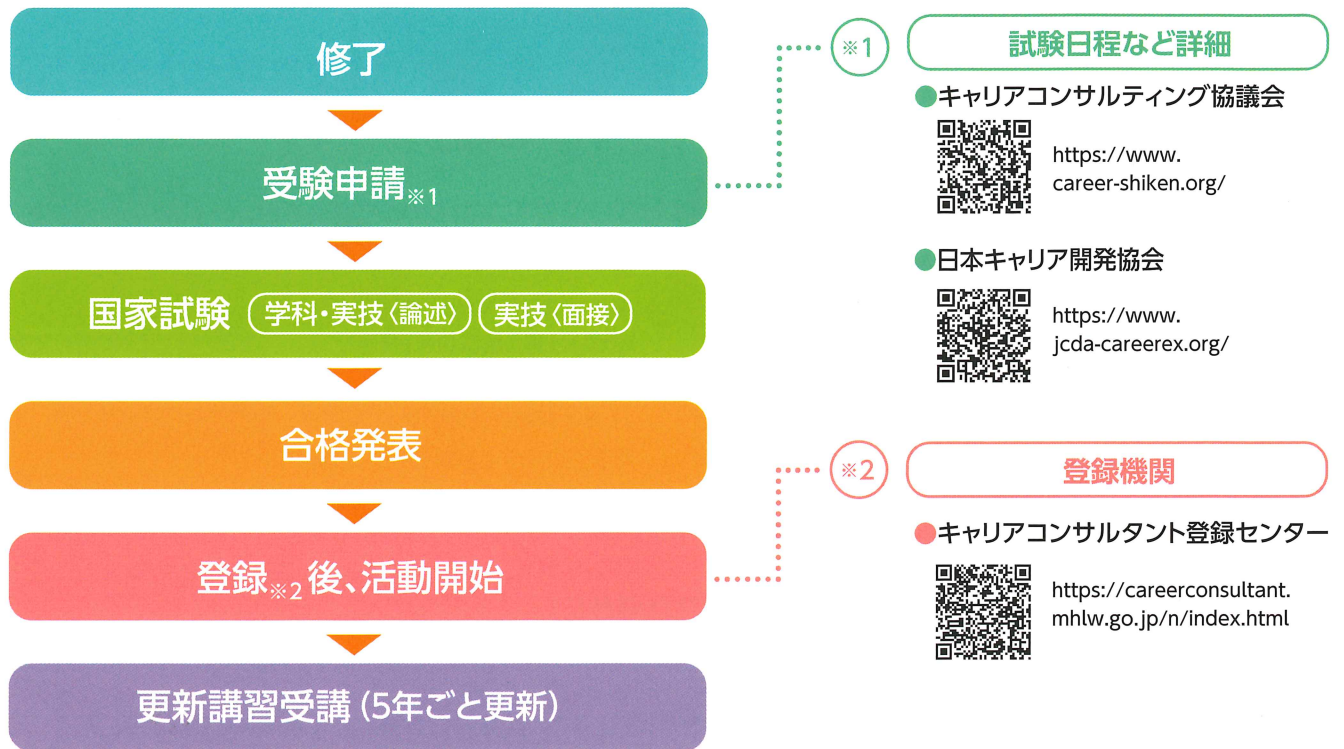 修了
受験申請※1
国家試験 学科・実技〈論述〉 実技〈面接〉
合格発表
登録※2後、活動開始
更新講習受講(5年ごと更新)
※1 試験日程など詳細
●キャリアコンサルティング協議会
https://www.
career-shiken.org/
●日本キャリア開発協会
https://www.
jcda-careerex.org/
※2 登録機関
●キャリアコンサルタント登録センター
https://careerconsultant.
mhlw.go.jp/n/index.html